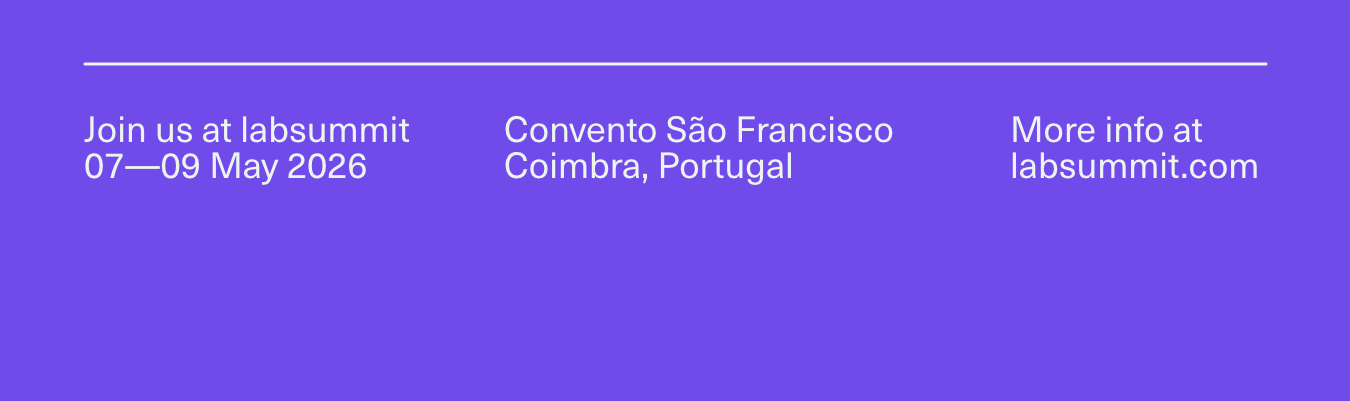 Join us at labsummit
07—09 May 2026
Convento São Francisco
Coimbra, Portugal
More info at
labsummit.com